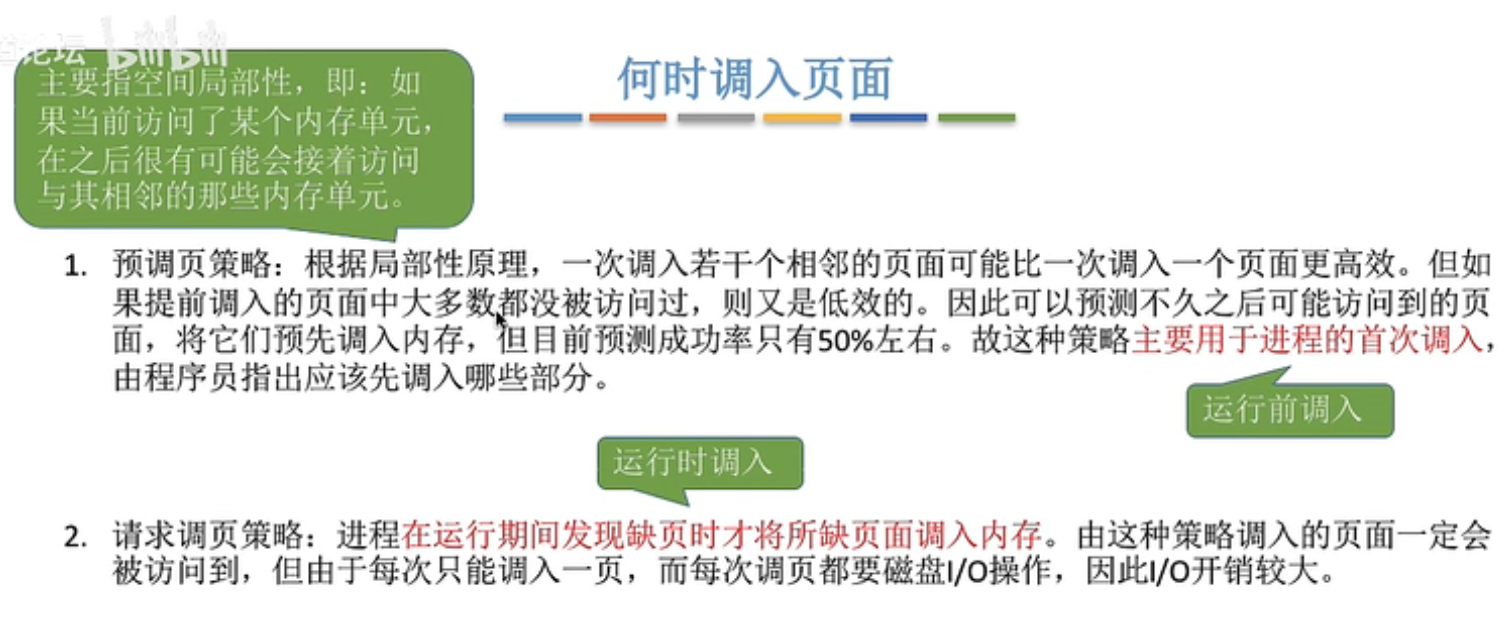 论坛 bilibili
主要指空间局部性，即：如
果当前访问了某个内存单元，
在之后很有可能会接着访问
与其相邻的那些内存单元。
何时调入页面
1. 预调页策略：根据局部性原理，一次调入若干个相邻的页面可能比一次调入一个页面更高效。但如
果提前调入的页面中大多数都没被访问过，则又是低效的。因此可以预测不久之后可能访问到的页
面，将它们预先调入内存，但目前预测成功率只有50%左右。故这种策略主要用于进程的首次调入，
由程序员指出应该先调入哪些部分。
运行前调入
运行时调入
2. 请求调页策略：进程在运行期间发现缺页时才将所缺页面调入内存。由这种策略调入的页面一定会
被访问到，但由于每次只能调入一页，而每次调页都要磁盘I/O操作，因此I/O开销较大。